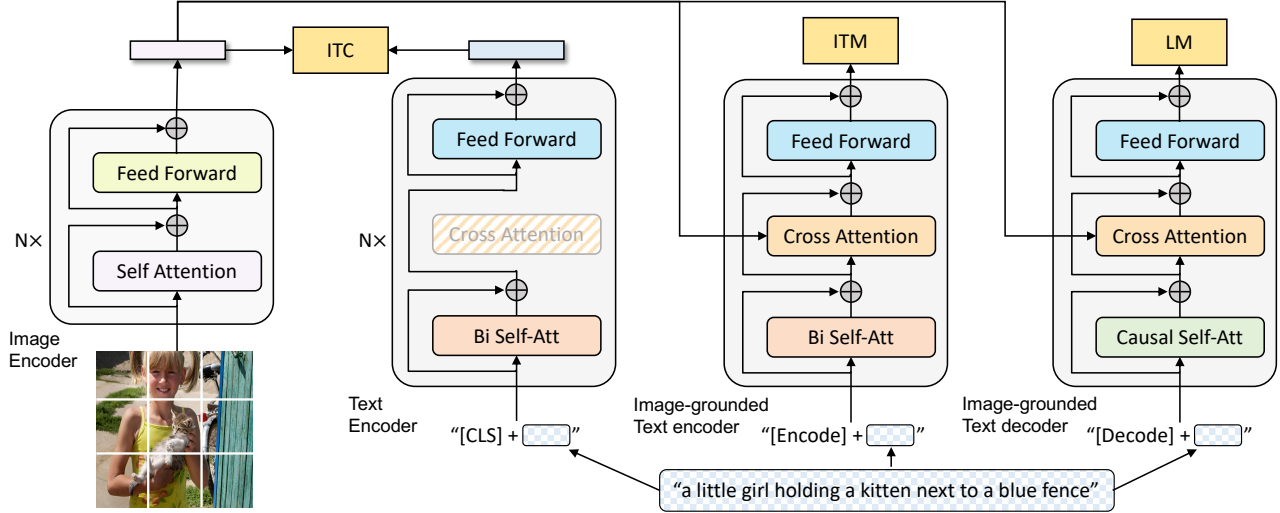 ITC
ITM
LM
N×
Feed Forward
Self Attention
Image
Encoder
N×
Feed Forward
Cross Attention
Bi Self-Att
Text
Encoder
"[CLS] + "
Feed Forward
Cross Attention
Bi Self-Att
Image-grounded
Text encoder
"[Encode] + "
Feed Forward
Cross Attention
Causal Self-Att
Image-grounded
Text decoder
"[Decode] + "
"a little girl holding a kitten next to a blue fence"